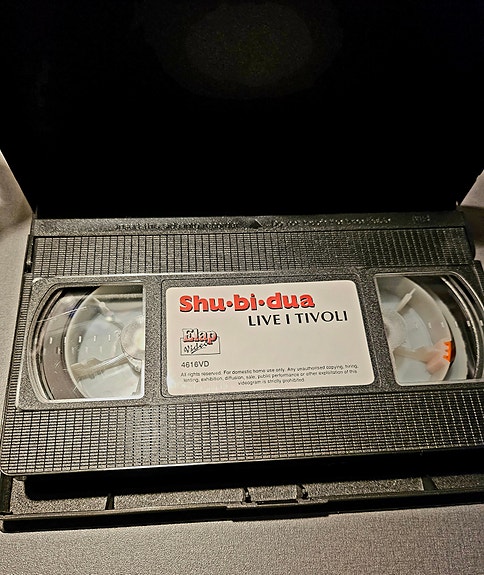 Shu·bi·dua
LIVE I TIVOLI
Elap
Video
4616VD
All rights reserved. For domestic home use only. Any unauthorised copying, hiring,
lending, exhibition, diffusion, sale, public performance or other exploitation of this
videogram is strictly prohibited.